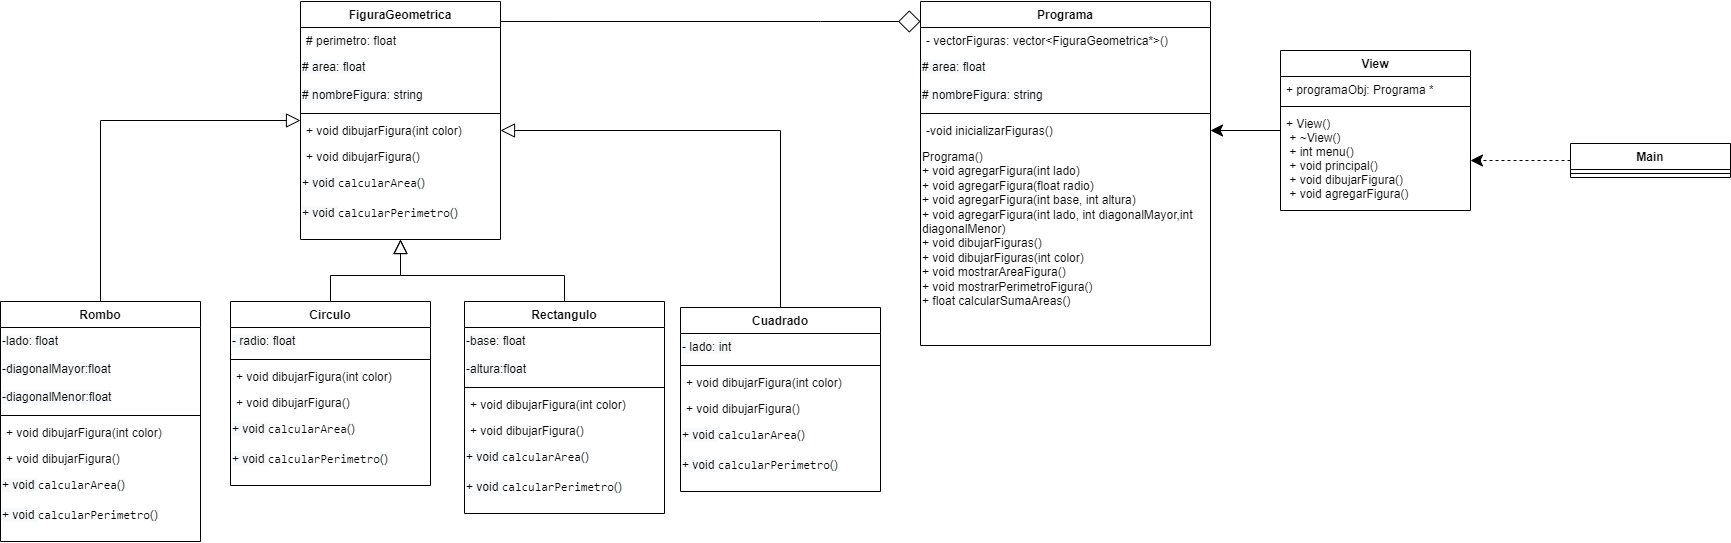 FiguraGeometrica
# perimetro: float
# area: float
# nombreFigura: string
+ void dibujarFigura(int color)
+ void dibujarFigura()
+ void calcularArea()
+ void calcularPerimetro()
Programa
- vectorFiguras: vector<FiguraGeometrica*>()
# area: float
# nombreFigura: string
-void inicializarFiguras()
Programa()
+ void agregarFigura(int lado)
+ void agregarFigura(float radio)
+ void agregarFigura(int base, int altura)
+ void agregarFigura(int lado, int diagonalMayor,int
diagonalMenor)
+ void dibujarFiguras()
+ void dibujarFiguras(int color)
+ void mostrarAreaFigura()
+ void mostrarPerimetroFigura()
+ float calcularSumaAreas()
View
+ programaObj: Programa *
+ View()
+ ~View()
+ int menu()
+ void principal()
+ void dibujarFigura()
+ void agregarFigura()
Main
Rombo
-lado: float
-diagonalMayor:float
-diagonalMenor:float
+ void dibujarFigura(int color)
+ void dibujarFigura()
+ void calcularArea()
+ void calcularPerimetro()
Circulo
- radio: float
+ void dibujarFigura(int color)
+ void dibujarFigura()
+ void calcularArea()
+ void calcularPerimetro()
Rectangulo
-base: float
-altura:float
+ void dibujarFigura(int color)
+ void dibujarFigura()
+ void calcularArea()
+ void calcularPerimetro()
Cuadrado
- lado: int
+ void dibujarFigura(int color)
+ void dibujarFigura()
+ void calcularArea()
+ void calcularPerimetro()